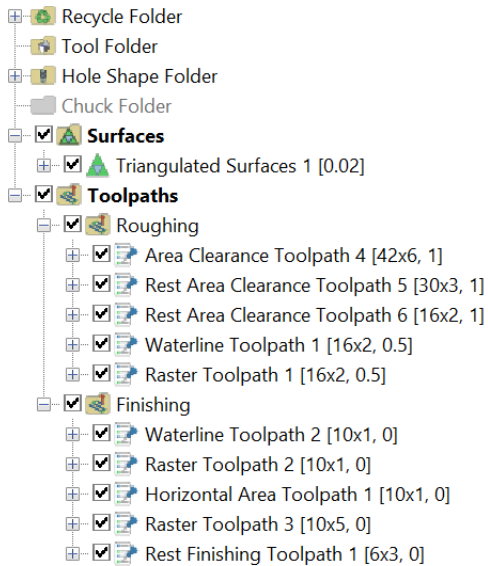 Recycle Folder
Tool Folder
Hole Shape Folder
Chuck Folder
Surfaces
Triangulated Surfaces 1 [0.02]
Toolpaths
Roughing
Area Clearance Toolpath 4 [42x6, 1]
Rest Area Clearance Toolpath 5 [30x3, 1]
Rest Area Clearance Toolpath 6 [16x2, 1]
Waterline Toolpath 1 [16x2, 0.5]
Raster Toolpath 1 [16x2, 0.5]
Finishing
Waterline Toolpath 2 [10x1, 0]
Raster Toolpath 2 [10x1, 0]
Horizontal Area Toolpath 1 [10x1, 0]
Raster Toolpath 3 [10x5, 0]
Rest Finishing Toolpath 1 [6x3, 0]